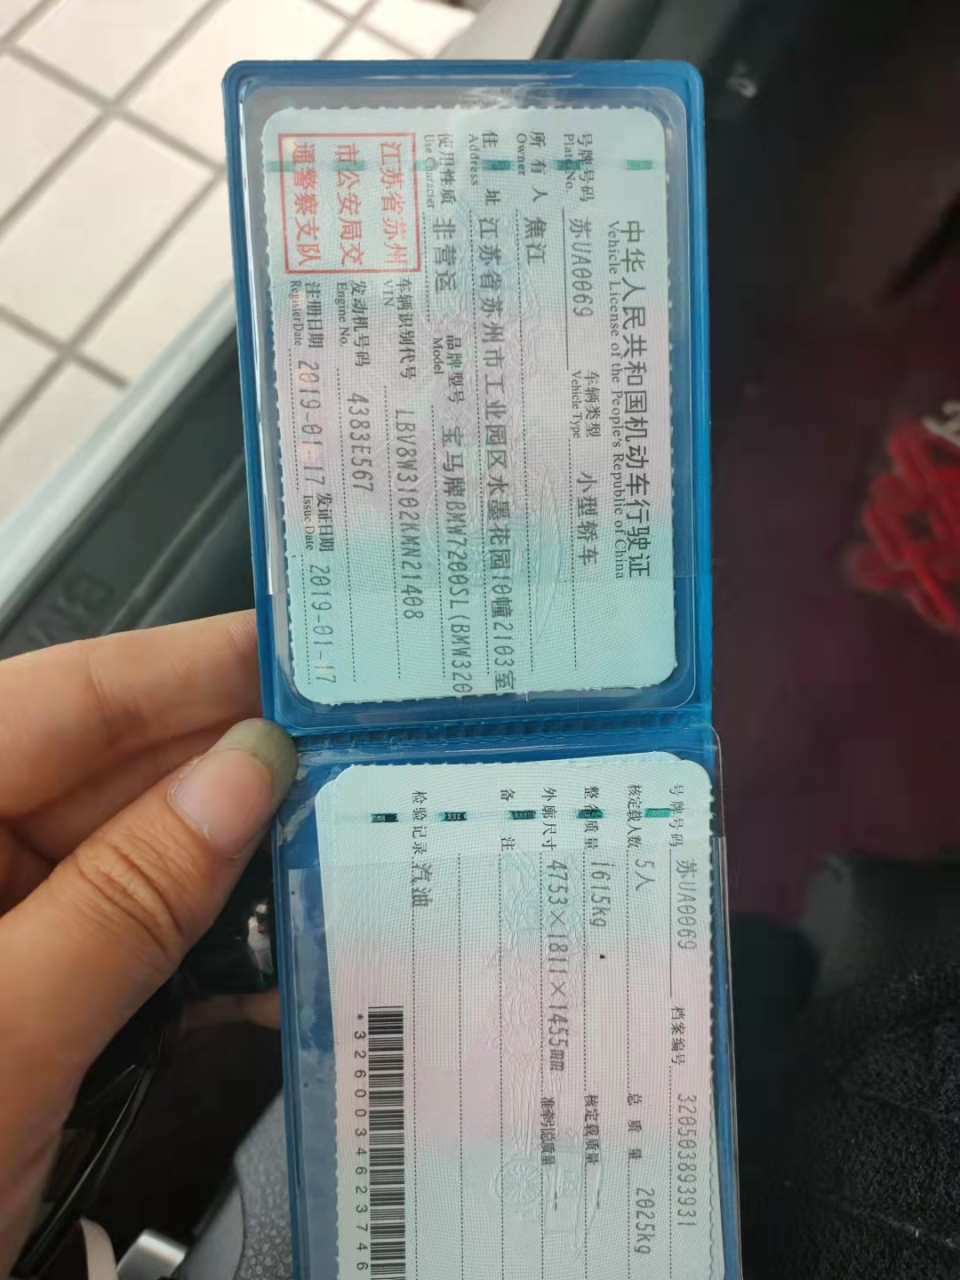 中华人民共和国机动车行驶证
Vehicle License of the People's Republic of China
号牌号码 苏UA0069 车辆类型 小型轿车
Plate No. Vehicle Type
所有人 焦江
Owner
住址 江苏省苏州市工业园区水墨花园10幢2103室
Address
使用性质 非营运 品牌型号 宝马牌BMW7200SL(BMW320
Use Character Model
江苏省苏州
市公安局交
通警察支队
车辆识别代号 LBV8W3102KMN21408
VIN
发动机号码 4383E567
Engine No.
注册日期 2019-01-17 发证日期 2019-01-17
Register Date Issue Date
号牌号码 苏UA0069 档案编号 320503893931
核定载人数 5人 总质量 2025kg
整备质量 1615kg 核定载质量 --
外廓尺寸 4753×1811×1455mm 准牵引总质量 --
备注
检验记录 汽油
*3260034623746